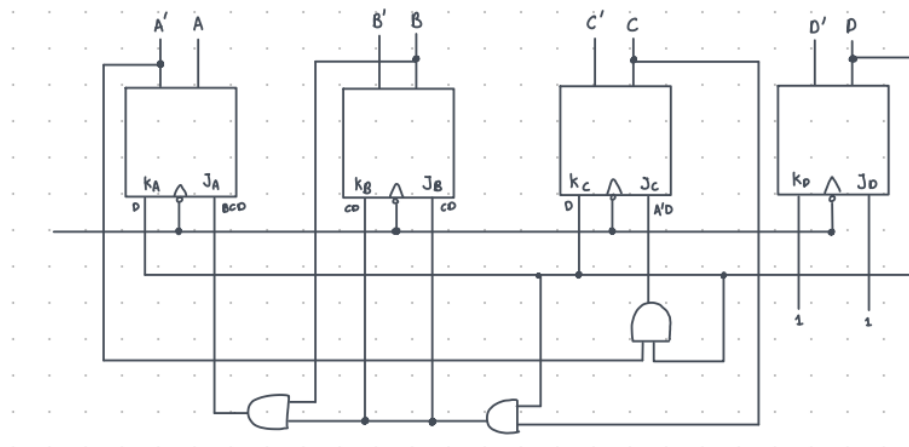 A' A B' B C' C D' D
KA JA KB JB KC JC KD JD
D BCD CD CD D A'D
1 1